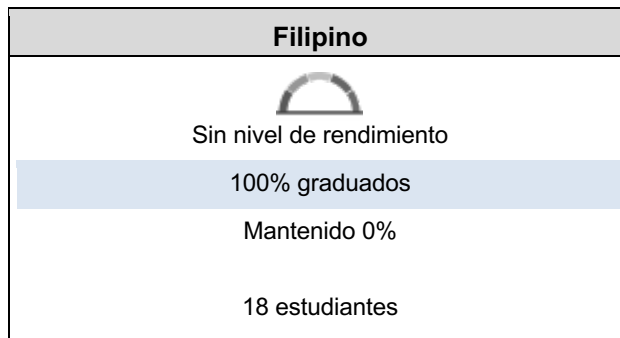 Filipino
Sin nivel de rendimiento
100% graduados
Mantenido 0%
18 estudiantes